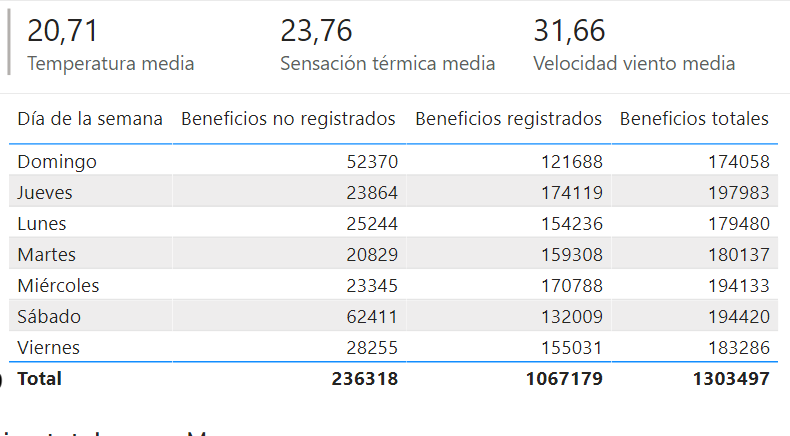 20,71 23,76 31,66
Temperatura media Sensación térmica media Velocidad viento media
Día de la semana Beneficios no registrados Beneficios registrados Beneficios totales
Domingo 52370 121688 174058
Jueves 23864 174119 197983
Lunes 25244 154236 179480
Martes 20829 159308 180137
Miércoles 23345 170788 194133
Sábado 62411 132009 194420
Viernes 28255 155031 183286
Total 236318 1067179 1303497